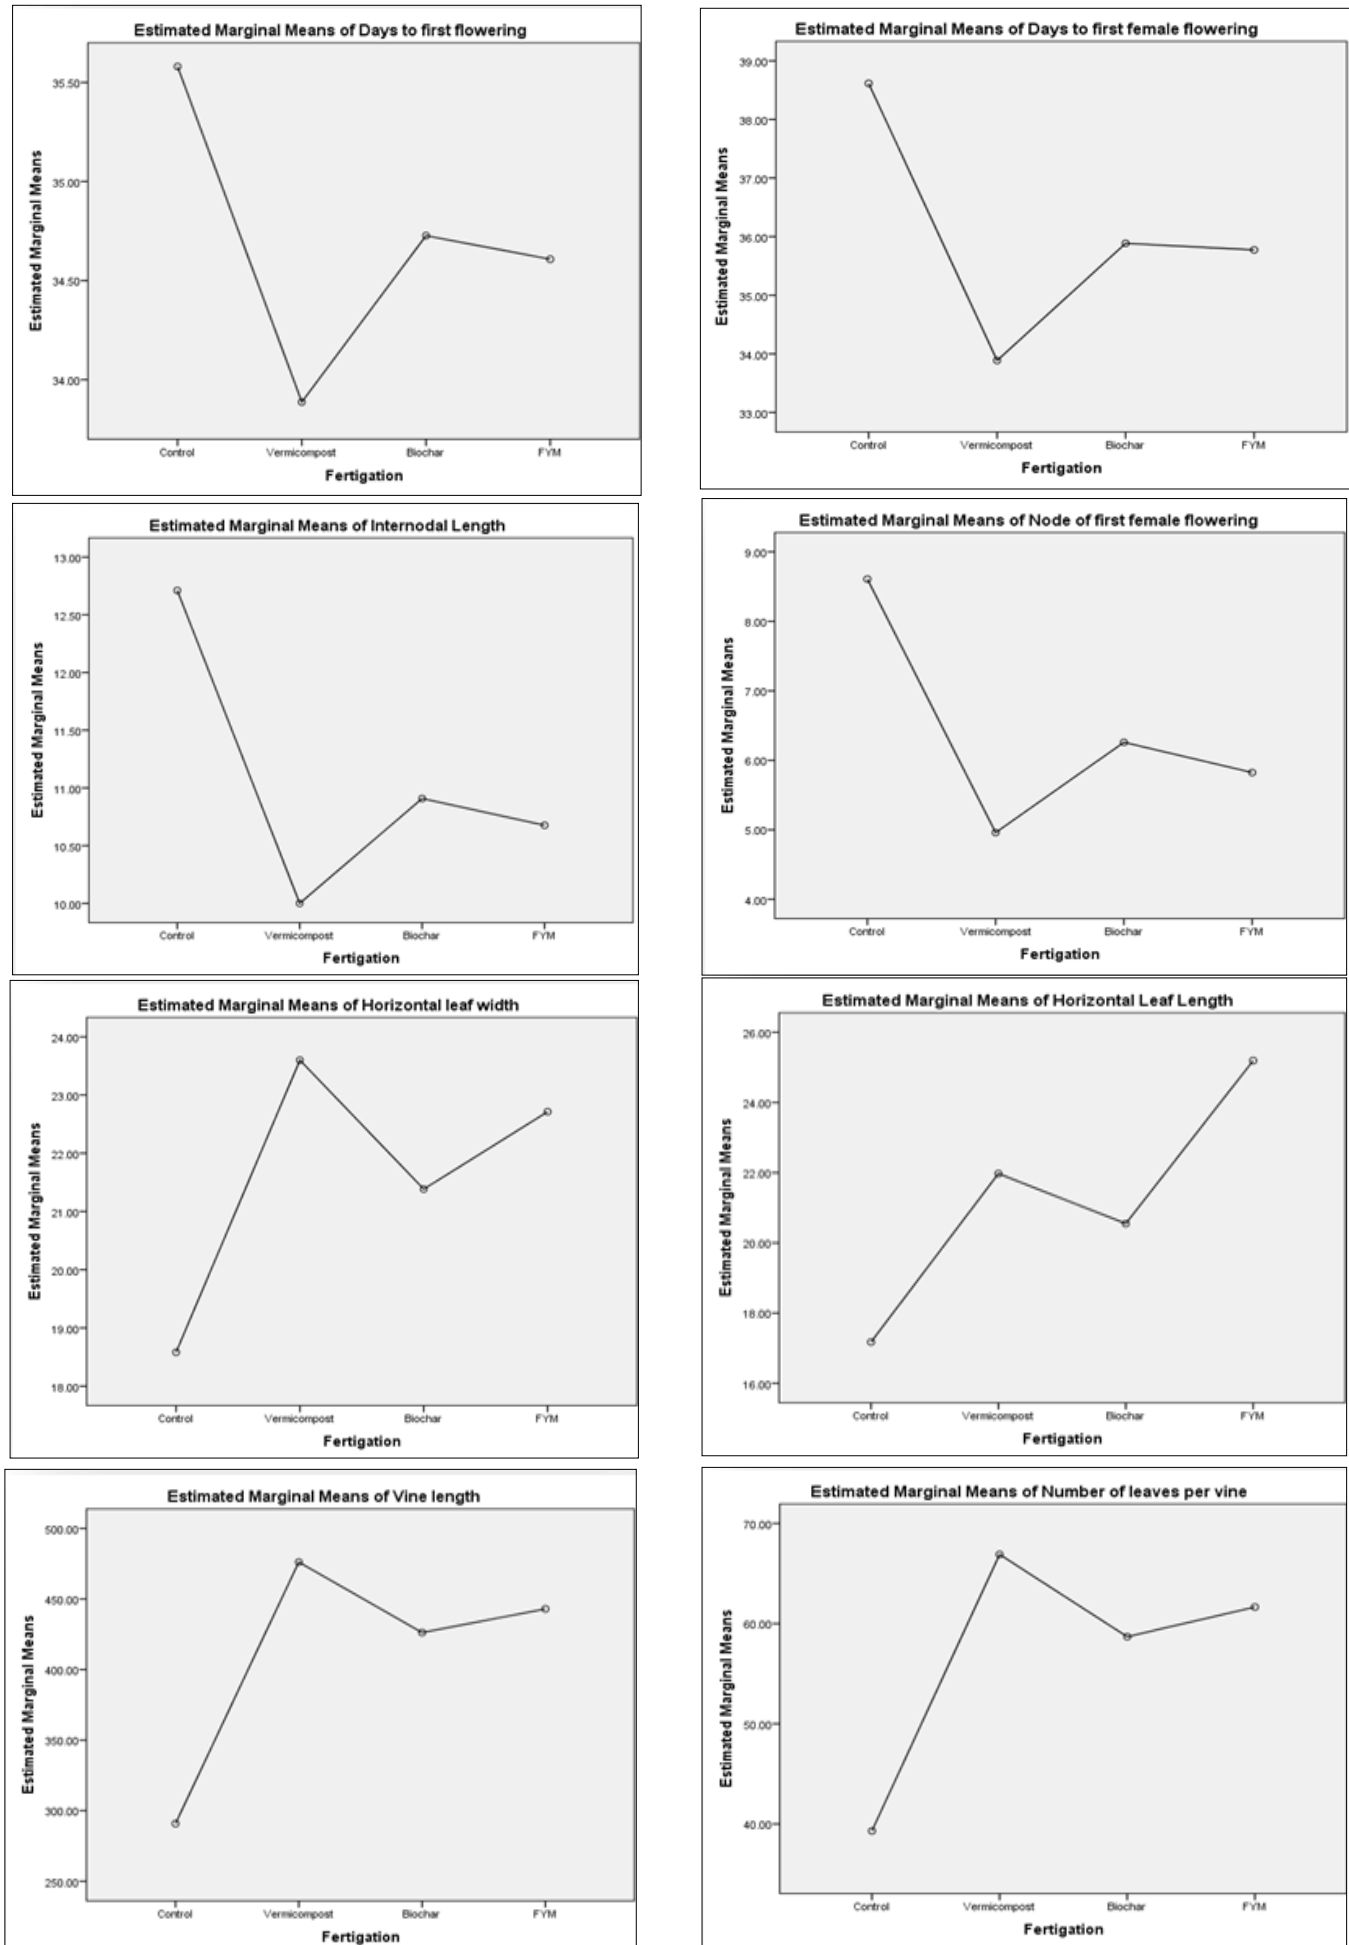 Estimated Marginal Means of Days to first flowering
Estimated Marginal Means
35.50
35.00
34.50
34.00
Control Vermicompost Biochar FYM
Fertigation
Estimated Marginal Means of Days to first female flowering
Estimated Marginal Means
39.00
38.00
37.00
36.00
35.00
34.00
33.00
Control Vermicompost Biochar FYM
Fertigation
Estimated Marginal Means of Internodal Length
Estimated Marginal Means
13.00
12.50
12.00
11.50
11.00
10.50
10.00
Control Vermicompost Biochar FYM
Fertigation
Estimated Marginal Means of Node of first female flowering
Estimated Marginal Means
9.00
8.00
7.00
6.00
5.00
4.00
Control Vermicompost Biochar FYM
Fertigation
Estimated Marginal Means of Horizontal leaf width
Estimated Marginal Means
24.00
23.00
22.00
21.00
20.00
19.00
18.00
Control Vermicompost Biochar FYM
Fertigation
Estimated Marginal Means of Horizontal Leaf Length
Estimated Marginal Means
26.00
24.00
22.00
20.00
18.00
16.00
Control Vermicompost Biochar FYM
Fertigation
Estimated Marginal Means of Vine length
Estimated Marginal Means
500.00
450.00
400.00
350.00
300.00
250.00
Control Vermicompost Biochar FYM
Fertigation
Estimated Marginal Means of Number of leaves per vine
Estimated Marginal Means
70.00
60.00
50.00
40.00
Control Vermicompost Biochar FYM
Fertigation